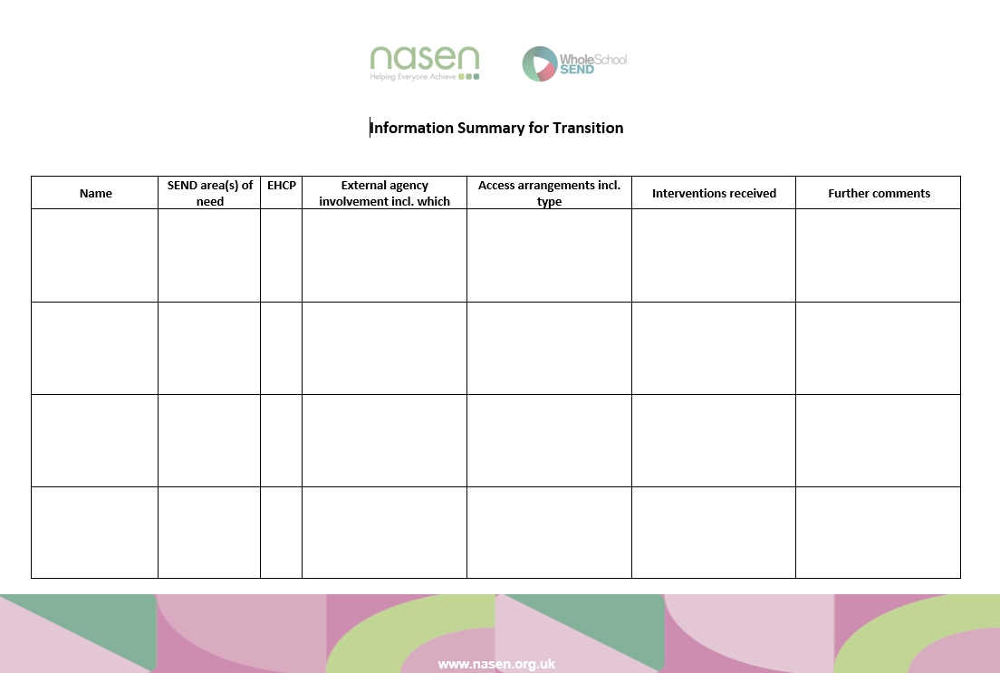 nasen
Helping Everyone Achieve
WholeSchool
SEND
Information Summary for Transition
Name
SEND area(s) of
need
EHCP
External agency
involvement incl. which
Access arrangements incl.
type
Interventions received
Further comments
www.nasen.org.uk